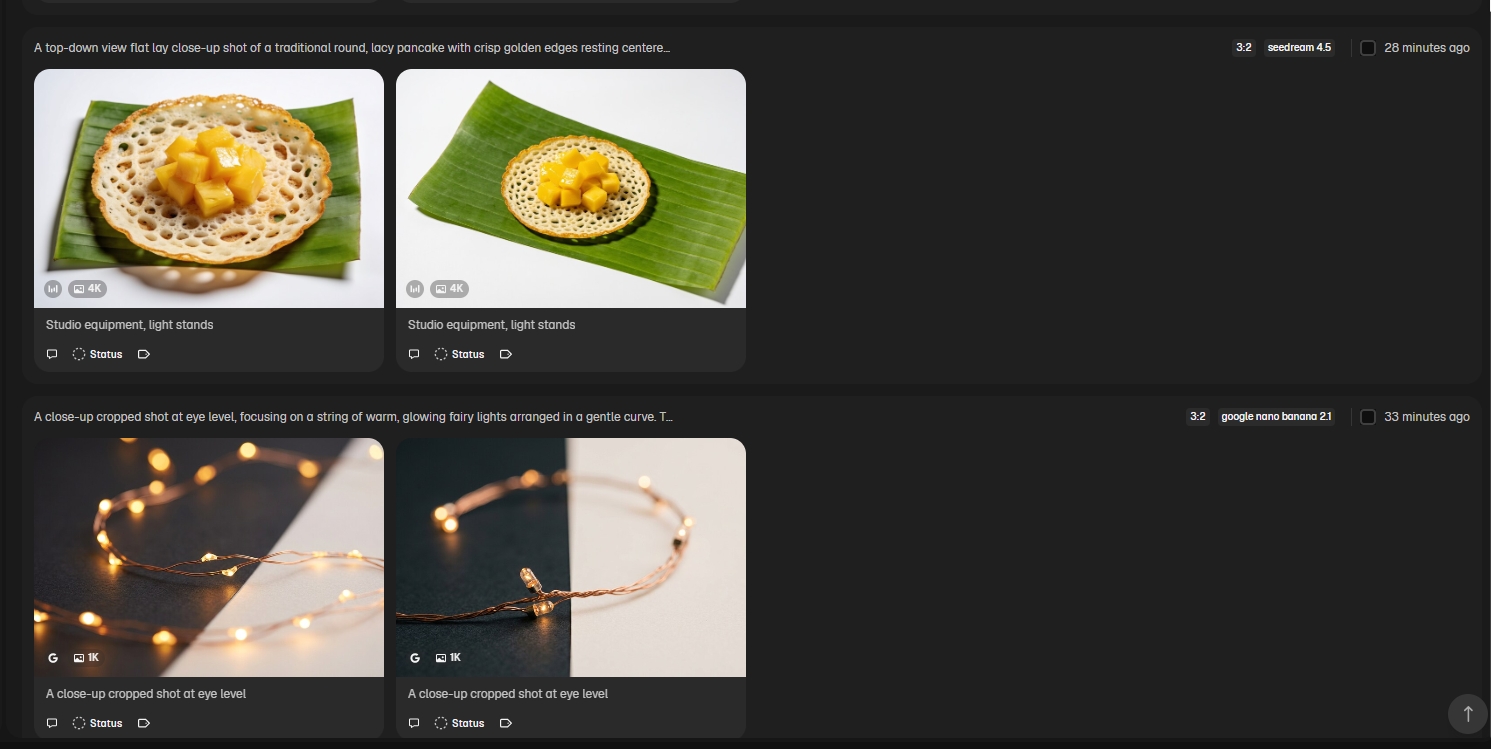 A top-down view flat lay close-up shot of a traditional round, lacy pancake with crisp golden edges resting centere...
3:2 seedream 4.5 28 minutes ago
4K 4K
Studio equipment, light stands Studio equipment, light stands
Status Status
A close-up cropped shot at eye level, focusing on a string of warm, glowing fairy lights arranged in a gentle curve. T...
3:2 google nano banana 2.1 33 minutes ago
G 1K G 1K
A close-up cropped shot at eye level A close-up cropped shot at eye level
Status Status